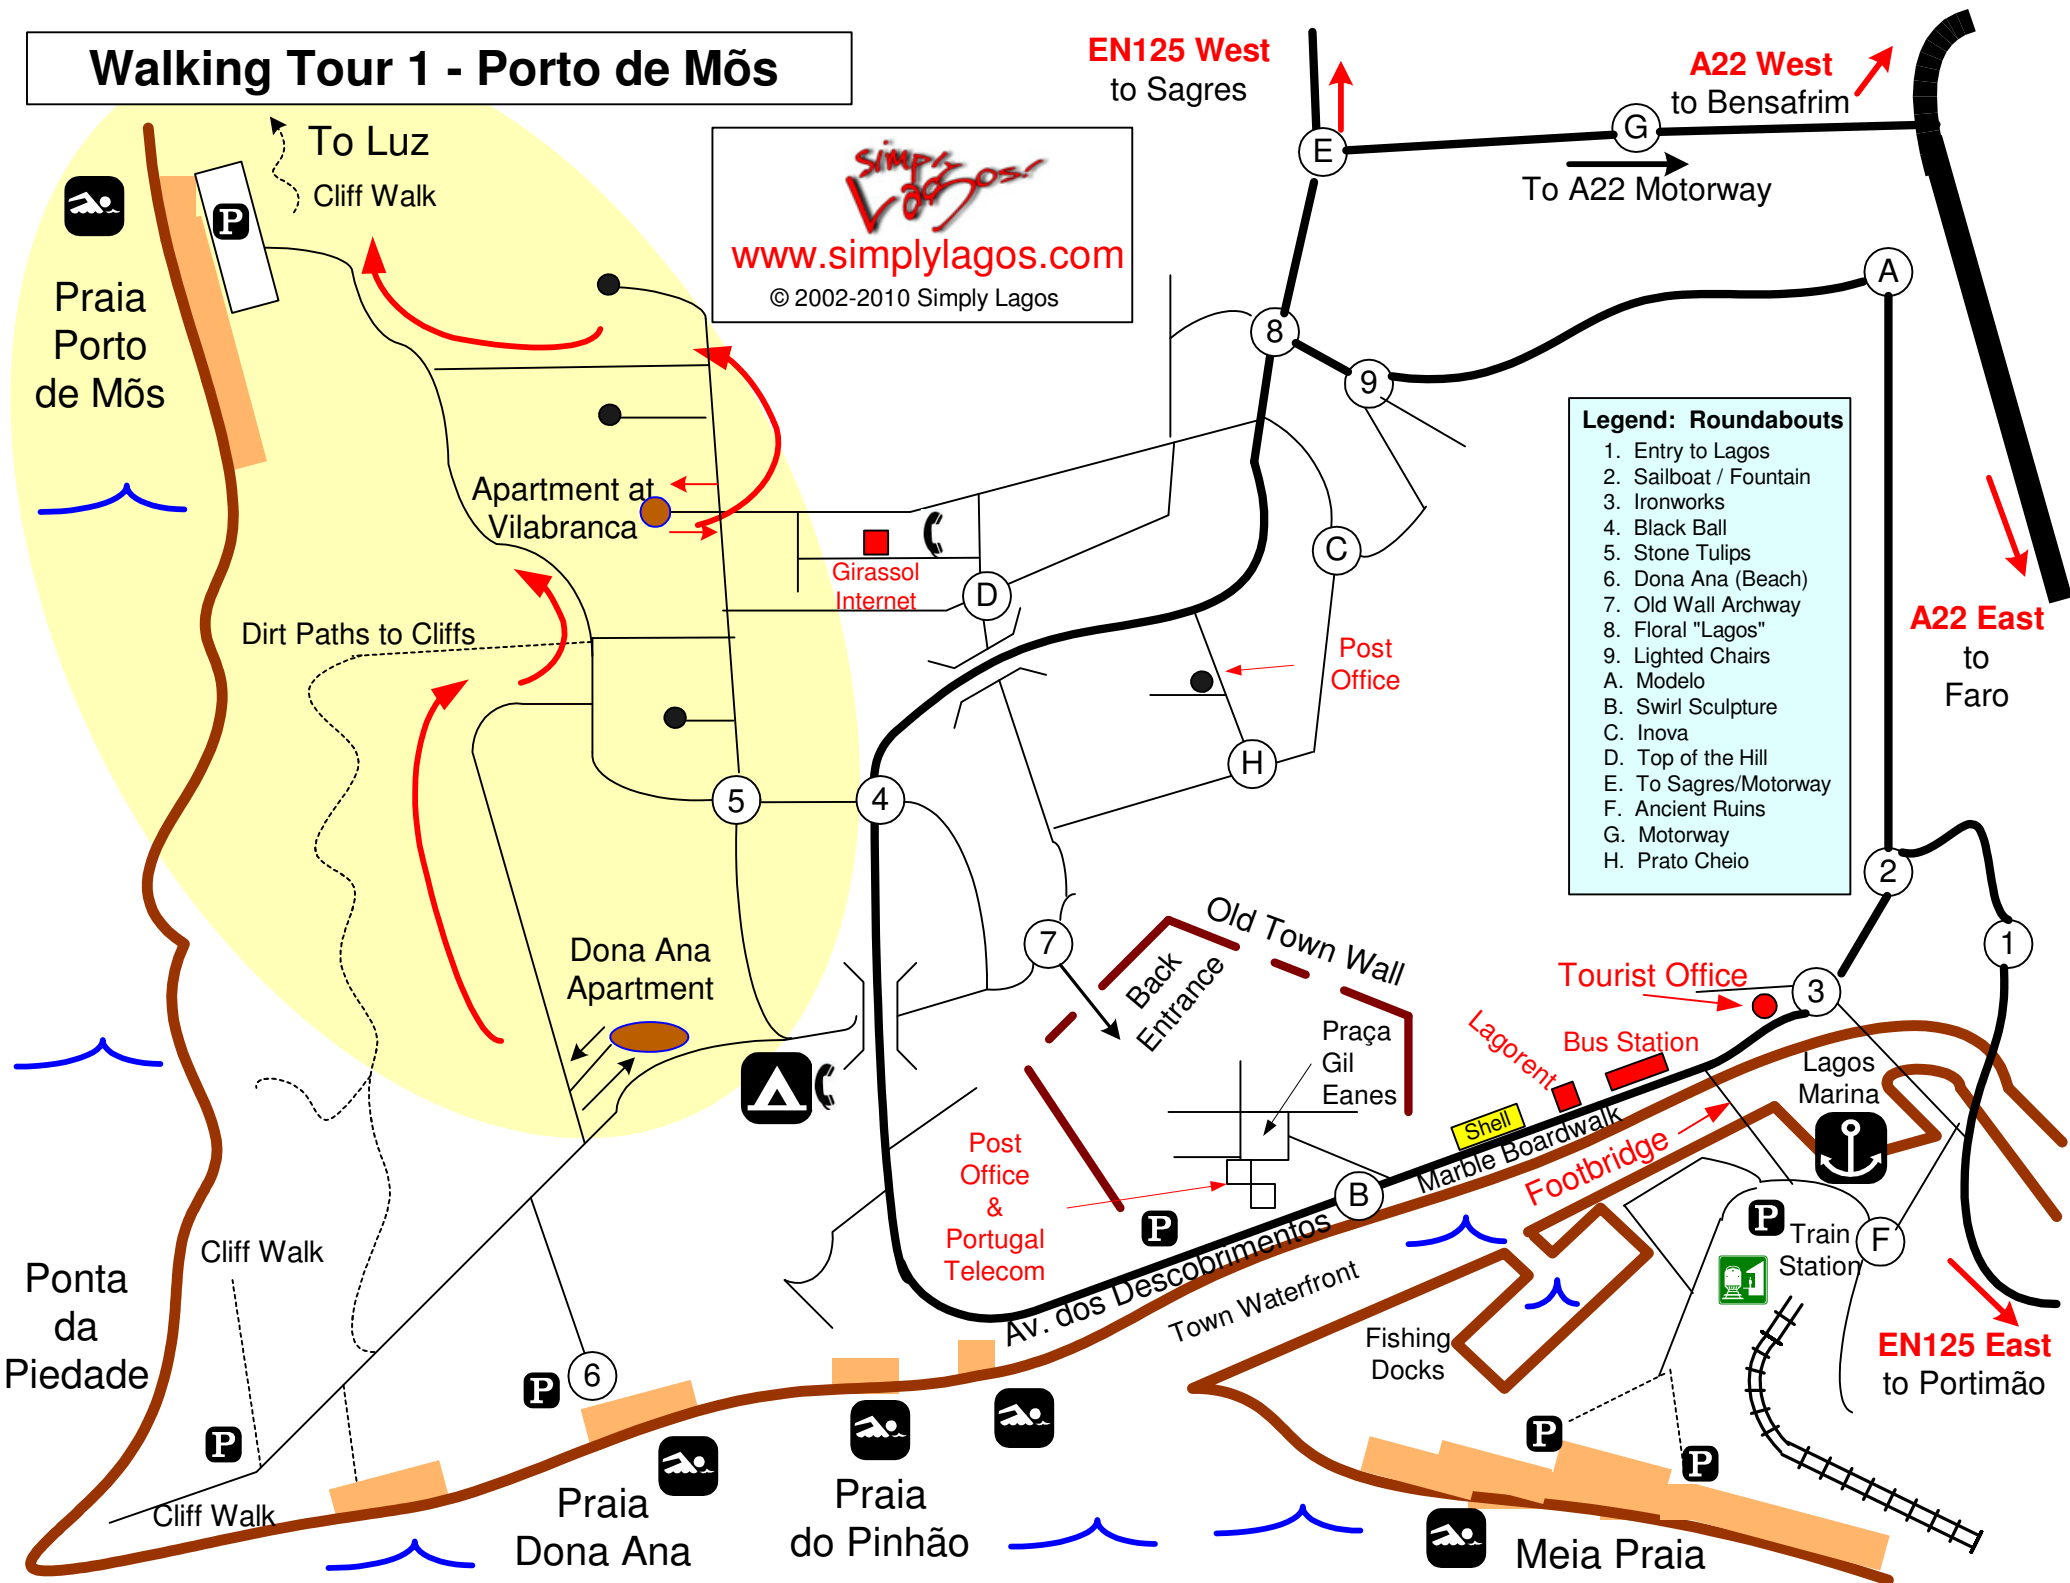 Walking Tour 1 - Porto de Mõs
To Luz
Cliff Walk
P
Praia
Porto
de Mõs
Simply
Lagos!
www.simplylagos.com
© 2002-2010 Simply Lagos
EN125 West
to Sagres
A22 West
to Bensafrim
E
G
To A22 Motorway
A
8
9
Legend: Roundabouts
1. Entry to Lagos
2. Sailboat / Fountain
3. Ironworks
4. Black Ball
5. Stone Tulips
6. Dona Ana (Beach)
7. Old Wall Archway
8. Floral "Lagos"
9. Lighted Chairs
A. Modelo
B. Swirl Sculpture
C. Inova
D. Top of the Hill
E. To Sagres/Motorway
F. Ancient Ruins
G. Motorway
H. Prato Cheio
Apartment at
Vilabranca
Girassol
Internet
D
C
Dirt Paths to Cliffs
Post
Office
A22 East
to
Faro
H
5
4
2
1
7
Old Town Wall
Back
Entrance
Dona Ana
Apartment
Tourist Office
3
Praça
Gil
Eanes
Lagorent
Bus Station
Shell
Marble Boardwalk
Footbridge
Lagos
Marina
Post
Office
&
Portugal
Telecom
P
B
Av. dos Descobrimentos
Town Waterfront
P
Train
Station
F
Fishing
Docks
EN125 East
to Portimão
Cliff Walk
Ponta
da
Piedade
P
6
P
Cliff Walk
Praia
Dona Ana
Praia
do Pinhão
P
P
Meia Praia